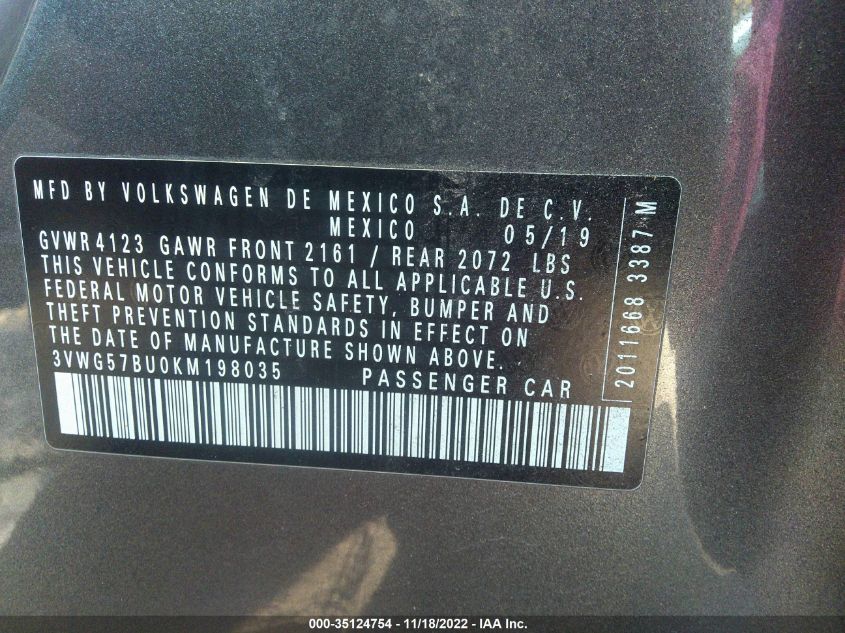 MFD BY VOLKSWAGEN DE MEXICO S.A. DE C.V.
MEXICO 05/19
GVWR 4123 GAWR FRONT 2161 / REAR 2072 LBS
THIS VEHICLE CONFORMS TO ALL APPLICABLE U.S.
FEDERAL MOTOR VEHICLE SAFETY, BUMPER AND
THEFT PREVENTION STANDARDS IN EFFECT ON
THE DATE OF MANUFACTURE SHOWN ABOVE.
3VWG57BU0KM198035 PASSENGER CAR
2011668 3387 M
000-35124754 - 11/18/2022 - IAA Inc.